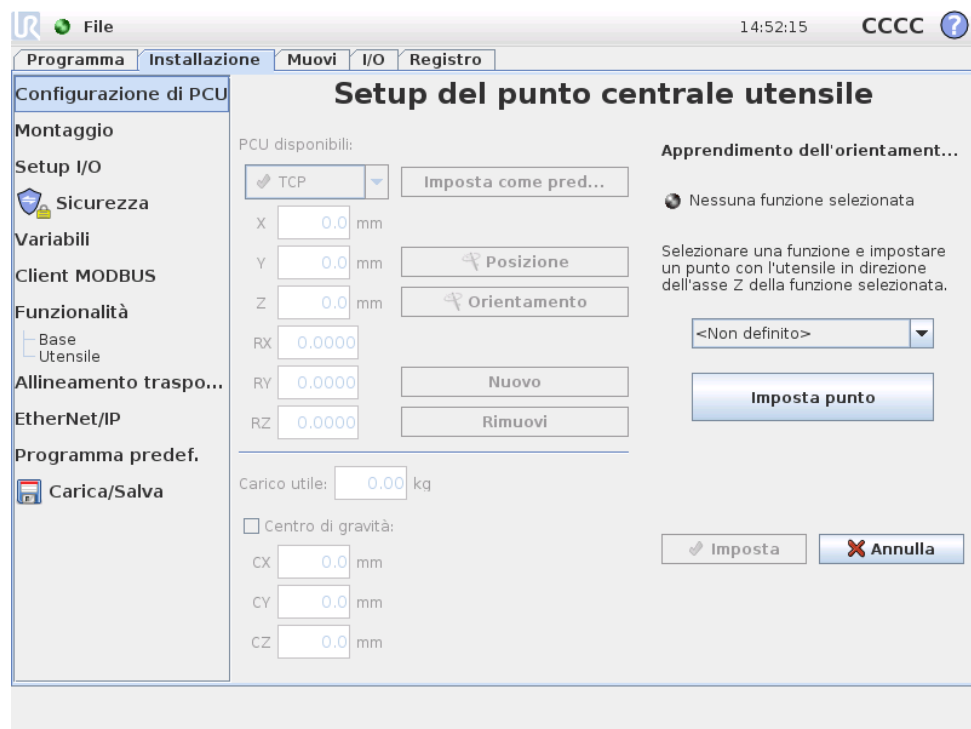 UR File 14:52:15 CCCC ?
Programma Installazione Muovi I/O Registro
Configurazione di PCU
Montaggio
Setup I/O
Sicurezza
Variabili
Client MODBUS
Funzionalità
Base
Utensile
Allineamento traspo...
EtherNet/IP
Programma predef.
Carica/Salva
Setup del punto centrale utensile
PCU disponibili:
TCP Imposta come pred...
X 0.0 mm
Y 0.0 mm Posizione
Z 0.0 mm Orientamento
RX 0.0000
RY 0.0000 Nuovo
RZ 0.0000 Rimuovi
Carico utile: 0.00 kg
Centro di gravità:
CX 0.0 mm
CY 0.0 mm
CZ 0.0 mm
Apprendimento dell'orientament...
Nessuna funzione selezionata
Selezionare una funzione e impostare
un punto con l'utensile in direzione
dell'asse Z della funzione selezionata.
<Non definito>
Imposta punto
Imposta Annulla